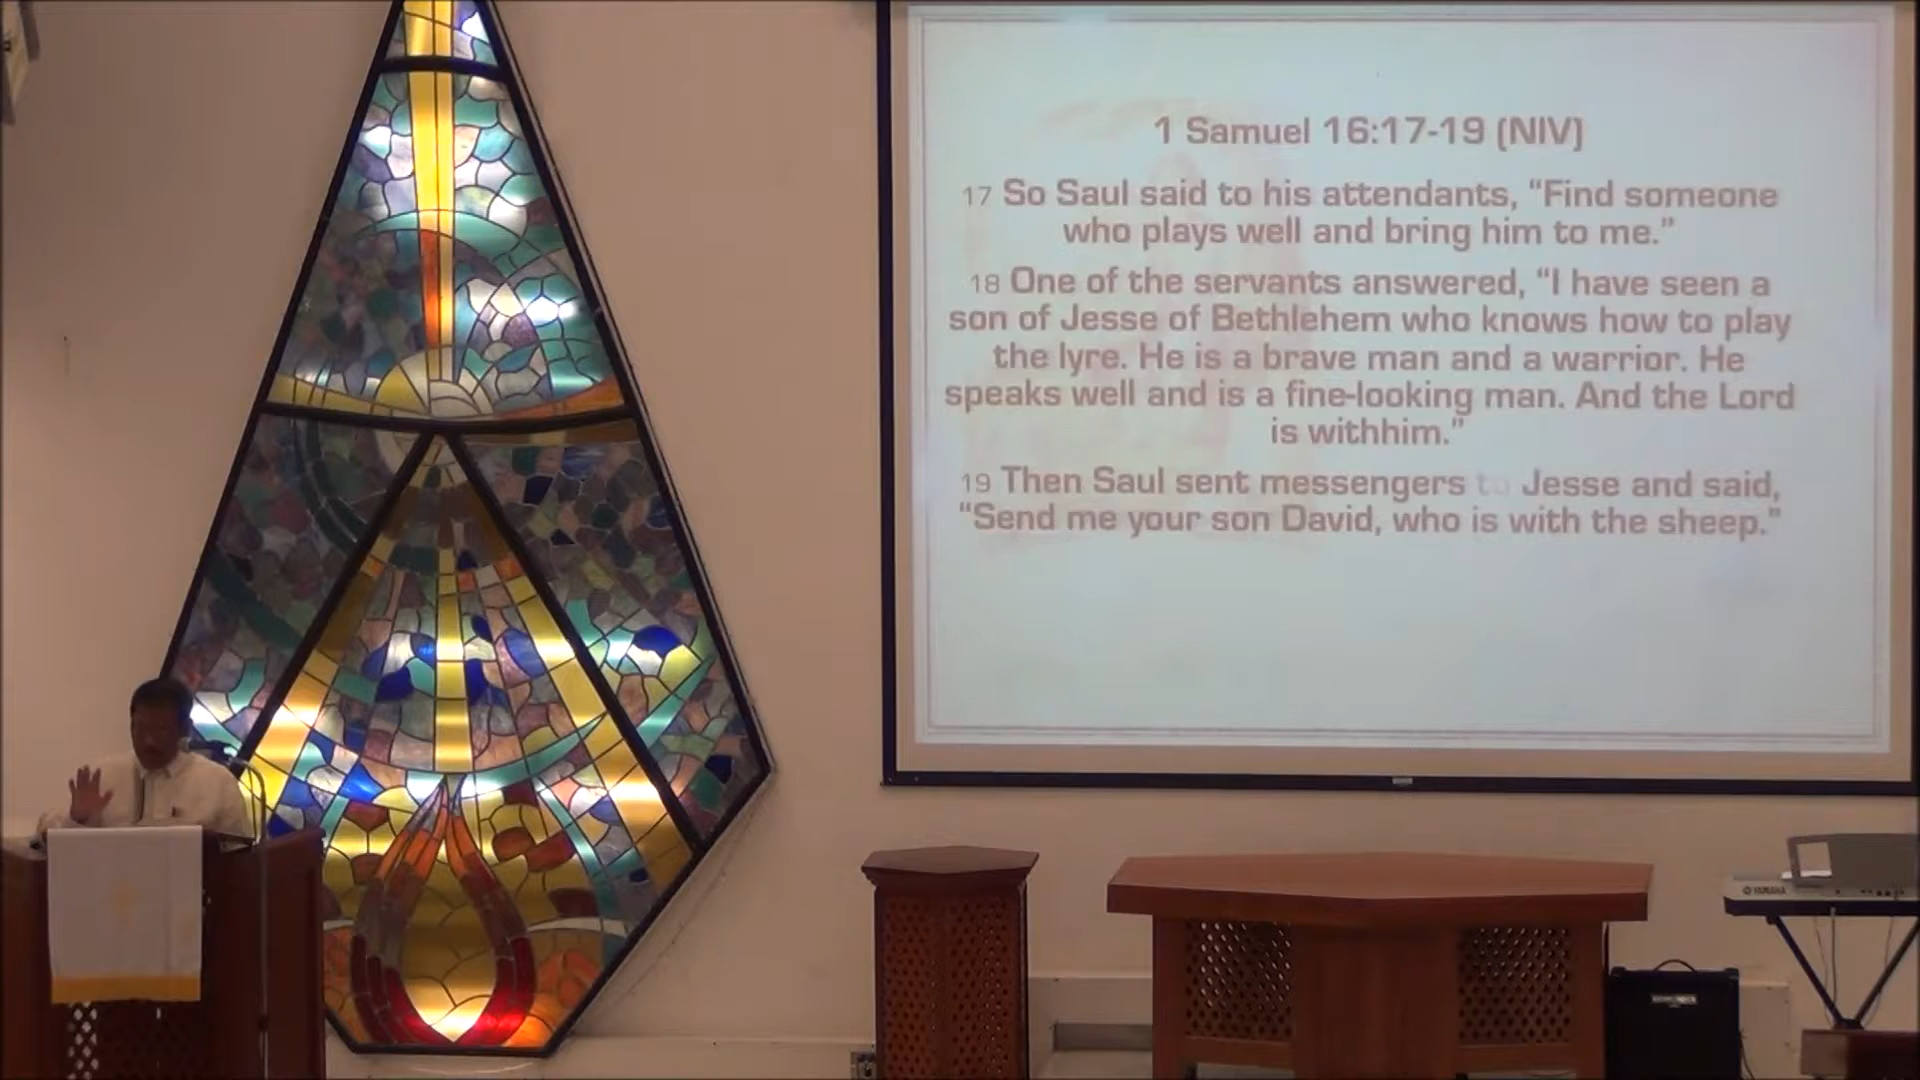 1 Samuel 16:17-19 (NIV)
17 So Saul said to his attendants, “Find someone
who plays well and bring him to me.”
18 One of the servants answered, “I have seen a
son of Jesse of Bethlehem who knows how to play
the lyre. He is a brave man and a warrior. He
speaks well and is a fine-looking man. And the Lord
is withhim.”
19 Then Saul sent messengers to Jesse and said,
“Send me your son David, who is with the sheep.”
YAMAHA